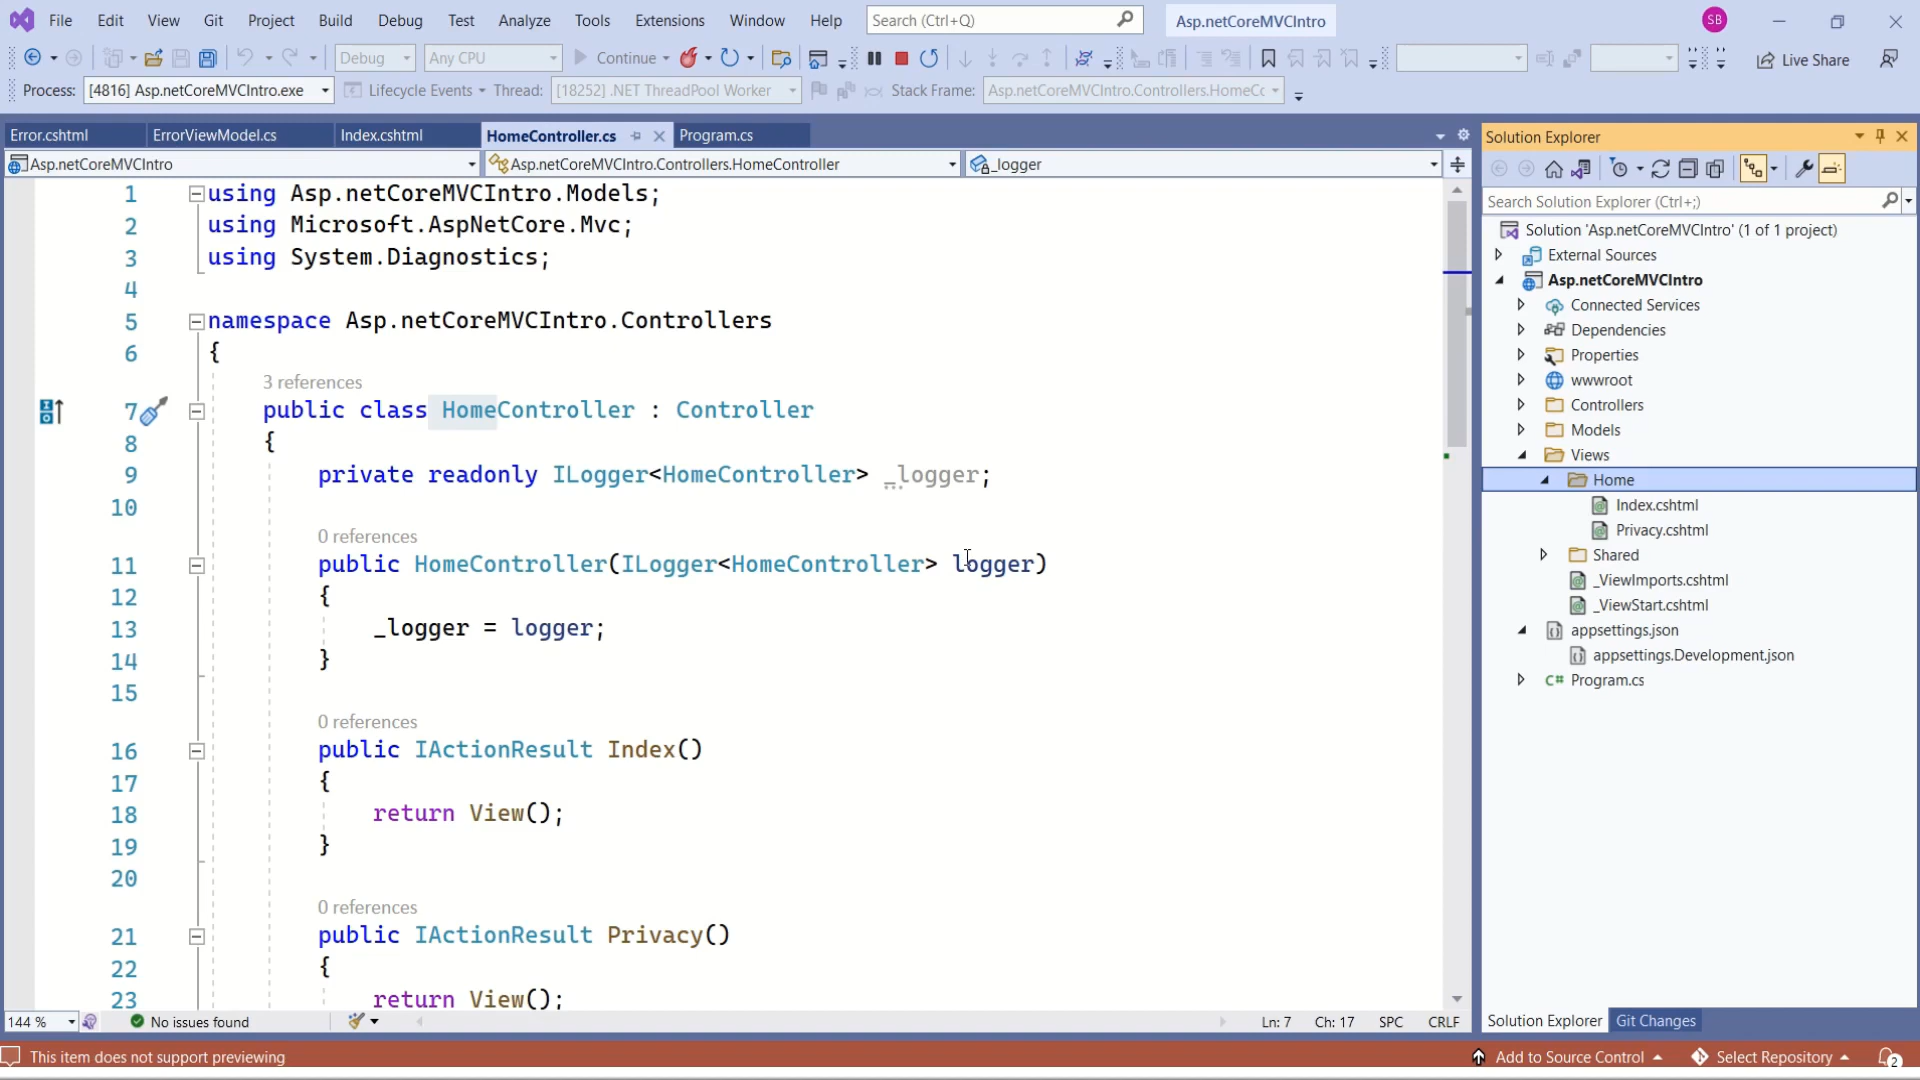 File Edit View Git Project Build Debug Test Analyze Tools Extensions Window Help Search (Ctrl+Q) Asp.netCoreMVCIntro SB
Debug Any CPU Continue Live Share
Process: [4816] Asp.netCoreMVCIntro.exe Lifecycle Events Thread: [18252] .NET ThreadPool Worker Stack Frame: Asp.netCoreMVCIntro.Controllers.HomeCc
Error.cshtml ErrorViewModel.cs Index.cshtml HomeController.cs Program.cs
Asp.netCoreMVCIntro Asp.netCoreMVCIntro.Controllers.HomeController _logger
1 using Asp.netCoreMVCIntro.Models;
2 using Microsoft.AspNetCore.Mvc;
3 using System.Diagnostics;
4
5 namespace Asp.netCoreMVCIntro.Controllers
6 {
3 references
7 public class HomeController : Controller
8 {
9 private readonly ILogger<HomeController> _logger;
10
0 references
11 public HomeController(ILogger<HomeController> logger)
12 {
13 _logger = logger;
14 }
15
0 references
16 public IActionResult Index()
17 {
18 return View();
19 }
20
0 references
21 public IActionResult Privacy()
22 {
23 return View();
144 % No issues found Ln: 7 Ch: 17 SPC CRLF
Solution Explorer
Search Solution Explorer (Ctrl+;)
Solution 'Asp.netCoreMVCIntro' (1 of 1 project)
External Sources
Asp.netCoreMVCIntro
Connected Services
Dependencies
Properties
wwwroot
Controllers
Models
Views
Home
Index.cshtml
Privacy.cshtml
Shared
_ViewImports.cshtml
_ViewStart.cshtml
appsettings.json
appsettings.Development.json
C# Program.cs
Solution Explorer Git Changes
This item does not support previewing Add to Source Control Select Repository 2